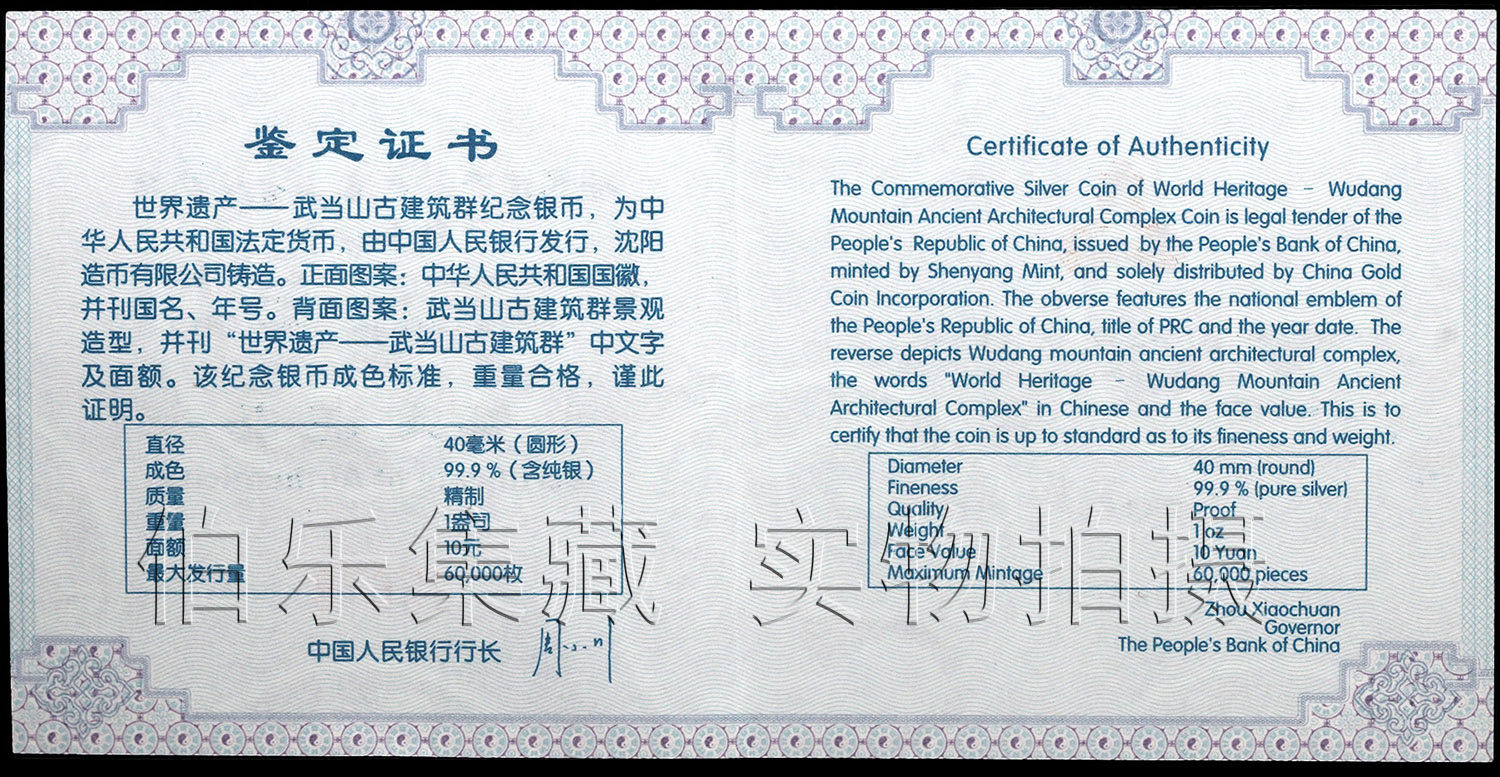 鉴定证书
世界遗产——武当山古建筑群纪念银币，为中
华人民共和国法定货币，由中国人民银行发行，沈阳
造币有限公司铸造。正面图案：中华人民共和国国徽，
并刊国名、年号。背面图案：武当山古建筑群景观
造型，并刊“世界遗产——武当山古建筑群”中文字
及面额。该纪念银币成色标准，重量合格，谨此
证明。
直径 40毫米（圆形）
成色 99.9％（含纯银）
质量 精制
重量 1盎司
面额 10元
最大发行量 60,000枚
中国人民银行行长
Certificate of Authenticity
The Commemorative Silver Coin of World Heritage – Wudang
Mountain Ancient Architectural Complex Coin is legal tender of the
People's Republic of China, issued by the People's Bank of China,
minted by Shenyang Mint, and solely distributed by China Gold
Coin Incorporation. The obverse features the national emblem of
the People's Republic of China, title of PRC and the year date. The
reverse depicts Wudang mountain ancient architectural complex,
the words "World Heritage – Wudang Mountain Ancient
Architectural Complex" in Chinese and the face value. This is to
certify that the coin is up to standard as to its fineness and weight.
Diameter 40 mm (round)
Fineness 99.9 % (pure silver)
Quality Proof
Weight 1 oz
Face Value 10 Yuan
Maximum Mintage 60,000 pieces
Zhou Xiaochuan
Governor
The People's Bank of China
伯乐集藏 实物拍摄